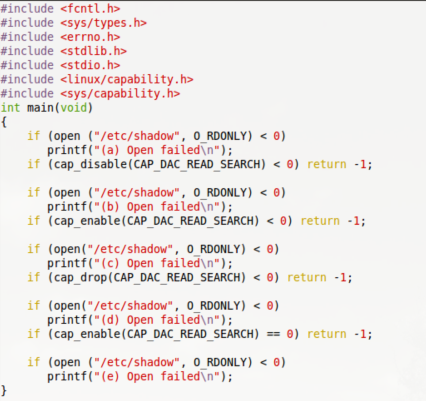 #include <fcntl.h>
#include <sys/types.h>
#include <errno.h>
#include <stdlib.h>
#include <stdio.h>
#include <linux/capability.h>
#include <sys/capability.h>
int main(void)
{
    if (open ("/etc/shadow", O_RDONLY) < 0)
       printf("(a) Open failed\n");
    if (cap_disable(CAP_DAC_READ_SEARCH) < 0) return -1;

    if (open ("/etc/shadow", O_RDONLY) < 0)
       printf("(b) Open failed\n");
    if (cap_enable(CAP_DAC_READ_SEARCH) < 0) return -1;

    if (open("/etc/shadow", O_RDONLY) < 0)
       printf("(c) Open failed\n");
    if (cap_drop(CAP_DAC_READ_SEARCH) < 0) return -1;

    if (open("/etc/shadow", O_RDONLY) < 0)
       printf("(d) Open failed\n");
    if (cap_enable(CAP_DAC_READ_SEARCH) == 0) return -1;

    if (open ("/etc/shadow", O_RDONLY) < 0)
       printf("(e) Open failed\n");
}